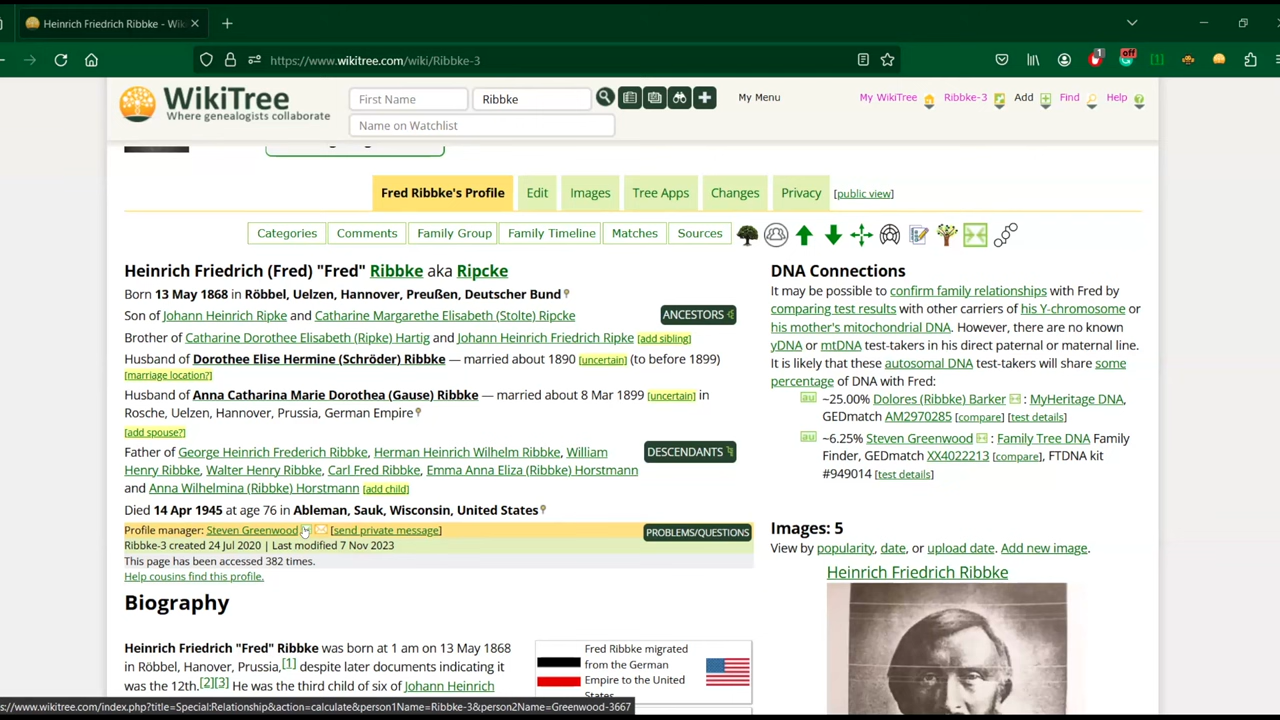 Heinrich Friedrich Ribbke - Wik
https://www.wikitree.com/wiki/Ribbke-3
1
off
[1]
WikiTree
Where genealogists collaborate
First Name
Ribbke
My Menu
My WikiTree
Ribbke-3
Add
Find
Help
Name on Watchlist
Fred Ribbke's Profile
Edit
Images
Tree Apps
Changes
Privacy
[public view]
Categories
Comments
Family Group
Family Timeline
Matches
Sources
Heinrich Friedrich (Fred) "Fred" Ribbke aka Ripcke
Born 13 May 1868 in Röbbel, Uelzen, Hannover, Preußen, Deutscher Bund
Son of Johann Heinrich Ripke and Catharine Margarethe Elisabeth (Stolte) Ripcke
ANCESTORS
Brother of Catharine Dorothee Elisabeth (Ripke) Hartig and Johann Heinrich Friedrich Ripke [add sibling]
Husband of Dorothee Elise Hermine (Schröder) Ribbke — married about 1890 [uncertain] (to before 1899)
[marriage location?]
Husband of Anna Catharina Marie Dorothea (Gause) Ribbke — married about 8 Mar 1899 [uncertain] in
Rosche, Uelzen, Hannover, Prussia, German Empire
[add spouse?]
Father of George Heinrich Frederich Ribbke, Herman Heinrich Wilhelm Ribbke, William
Henry Ribbke, Walter Henry Ribbke, Carl Fred Ribbke, Emma Anna Eliza (Ribbke) Horstmann
and Anna Wilhelmina (Ribbke) Horstmann [add child]
DESCENDANTS
Died 14 Apr 1945 at age 76 in Ableman, Sauk, Wisconsin, United States
Profile manager: Steven Greenwood [send private message]
PROBLEMS/QUESTIONS
Ribbke-3 created 24 Jul 2020 | Last modified 7 Nov 2023
This page has been accessed 382 times.
Help cousins find this profile.
Biography
Heinrich Friedrich "Fred" Ribbke was born at 1 am on 13 May 1868
in Röbbel, Hanover, Prussia,[1] despite later documents indicating it
was the 12th.[2][3] He was the third child of six of Johann Heinrich
Fred Ribbke migrated
from the German
Empire to the United
States.
DNA Connections
It may be possible to confirm family relationships with Fred by
comparing test results with other carriers of his Y-chromosome or
his mother's mitochondrial DNA. However, there are no known
yDNA or mtDNA test-takers in his direct paternal or maternal line.
It is likely that these autosomal DNA test-takers will share some
percentage of DNA with Fred:
au ~25.00% Dolores (Ribbke) Barker : MyHeritage DNA,
GEDmatch AM2970285 [compare] [test details]
au ~6.25% Steven Greenwood : Family Tree DNA Family
Finder, GEDmatch XX4022213 [compare], FTDNA kit
#949014 [test details]
Images: 5
View by popularity, date, or upload date. Add new image.
Heinrich Friedrich Ribbke
s://www.wikitree.com/index.php?title=Special:Relationship&action=calculate&person1Name=Ribbke-3&person2Name=Greenwood-3667